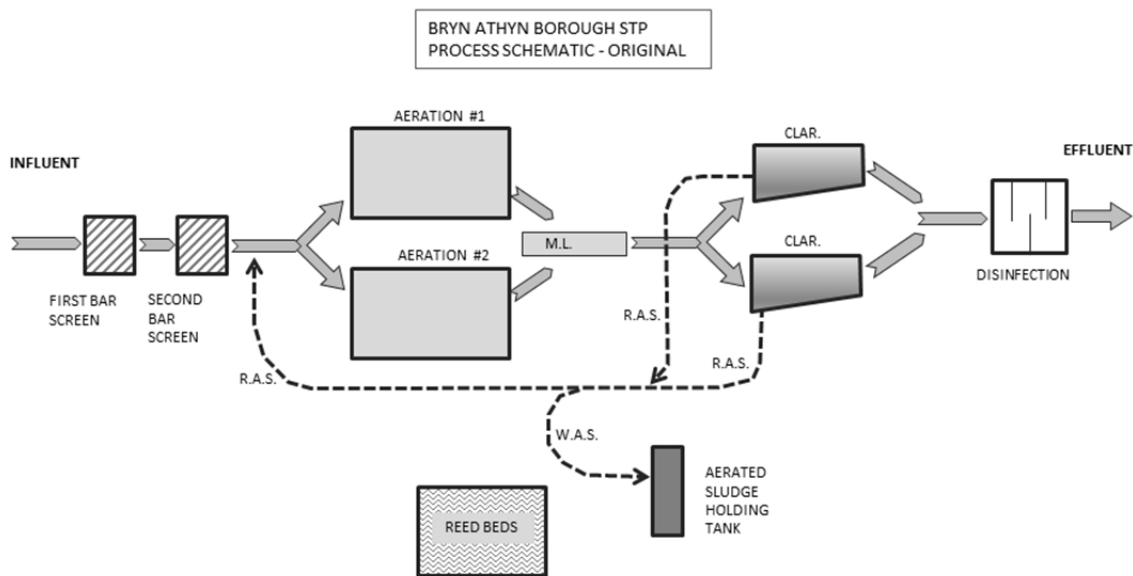 BRYN ATHYN BOROUGH STP
PROCESS SCHEMATIC - ORIGINAL
AERATION #1
CLAR.
INFLUENT
EFFLUENT
M.L.
AERATION #2
CLAR.
DISINFECTION
FIRST BAR
SCREEN
SECOND
BAR
SCREEN
R.A.S.
R.A.S.
R.A.S.
W.A.S.
AERATED
SLUDGE
HOLDING
TANK
REED BEDS